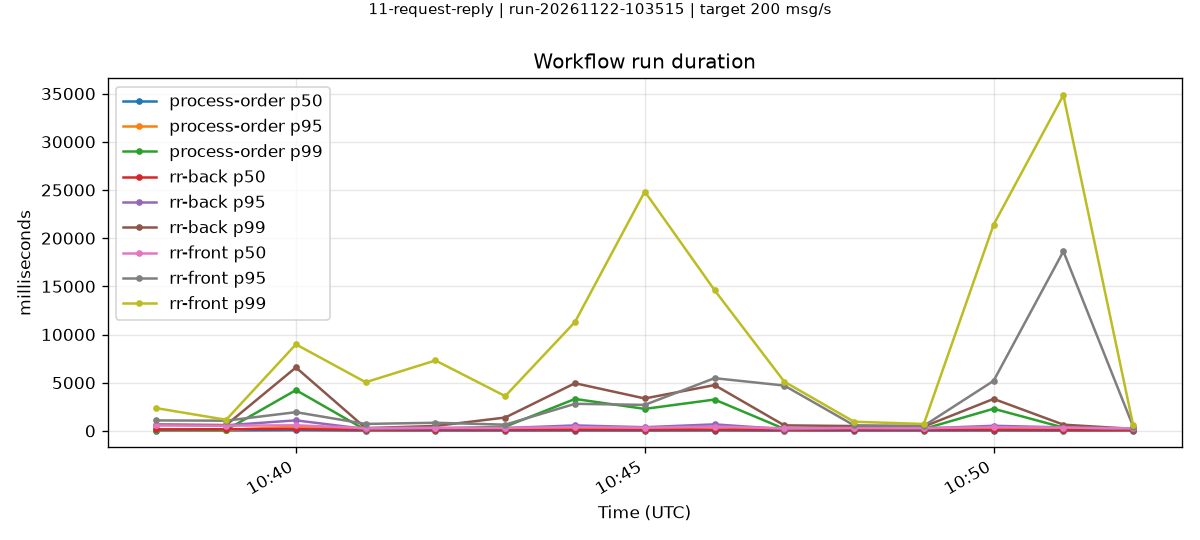 11-request-reply | run-20261122-103515 | target 200 msg/s
Workflow run duration
35000
30000
25000
20000
15000
10000
5000
0
milliseconds
process-order p50
process-order p95
process-order p99
rr-back p50
rr-back p95
rr-back p99
rr-front p50
rr-front p95
rr-front p99
10:40
10:45
10:50
Time (UTC)